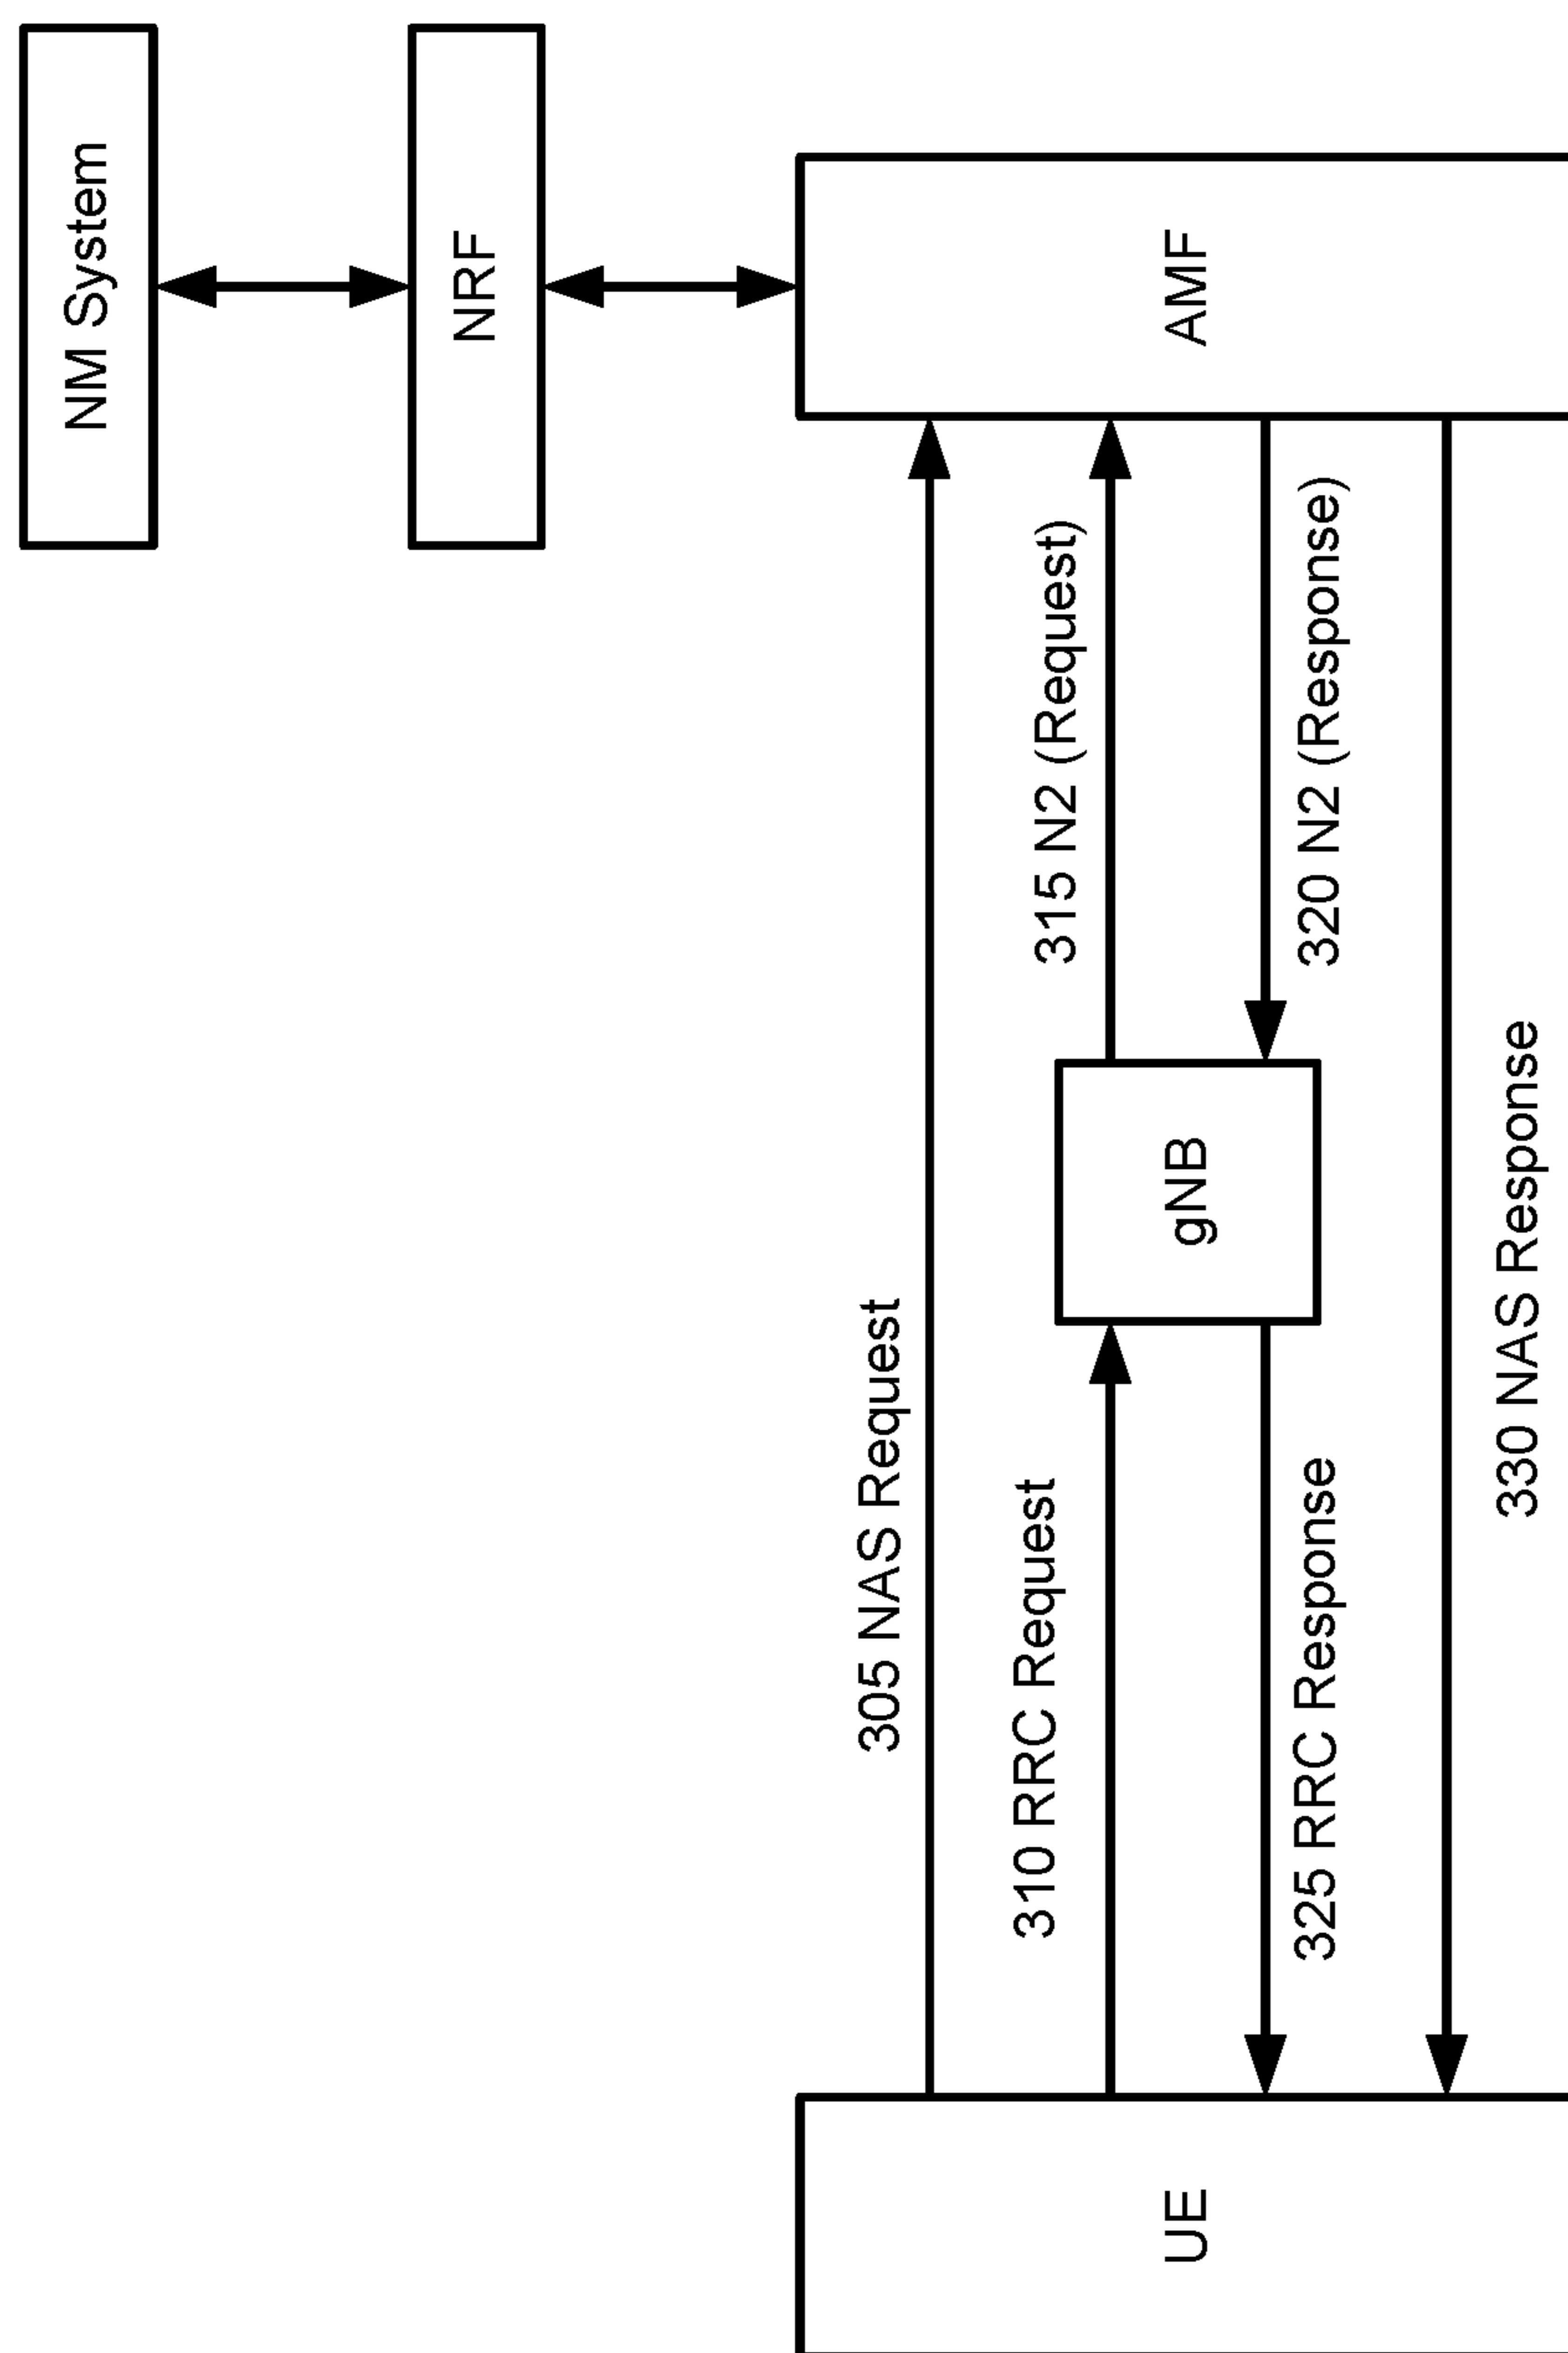 NM System
NRF
AMF
305 NAS Request
310 RRC Request
315 N2 (Request)
gNB
UE
325 RRC Response
320 N2 (Response)
330 NAS Response